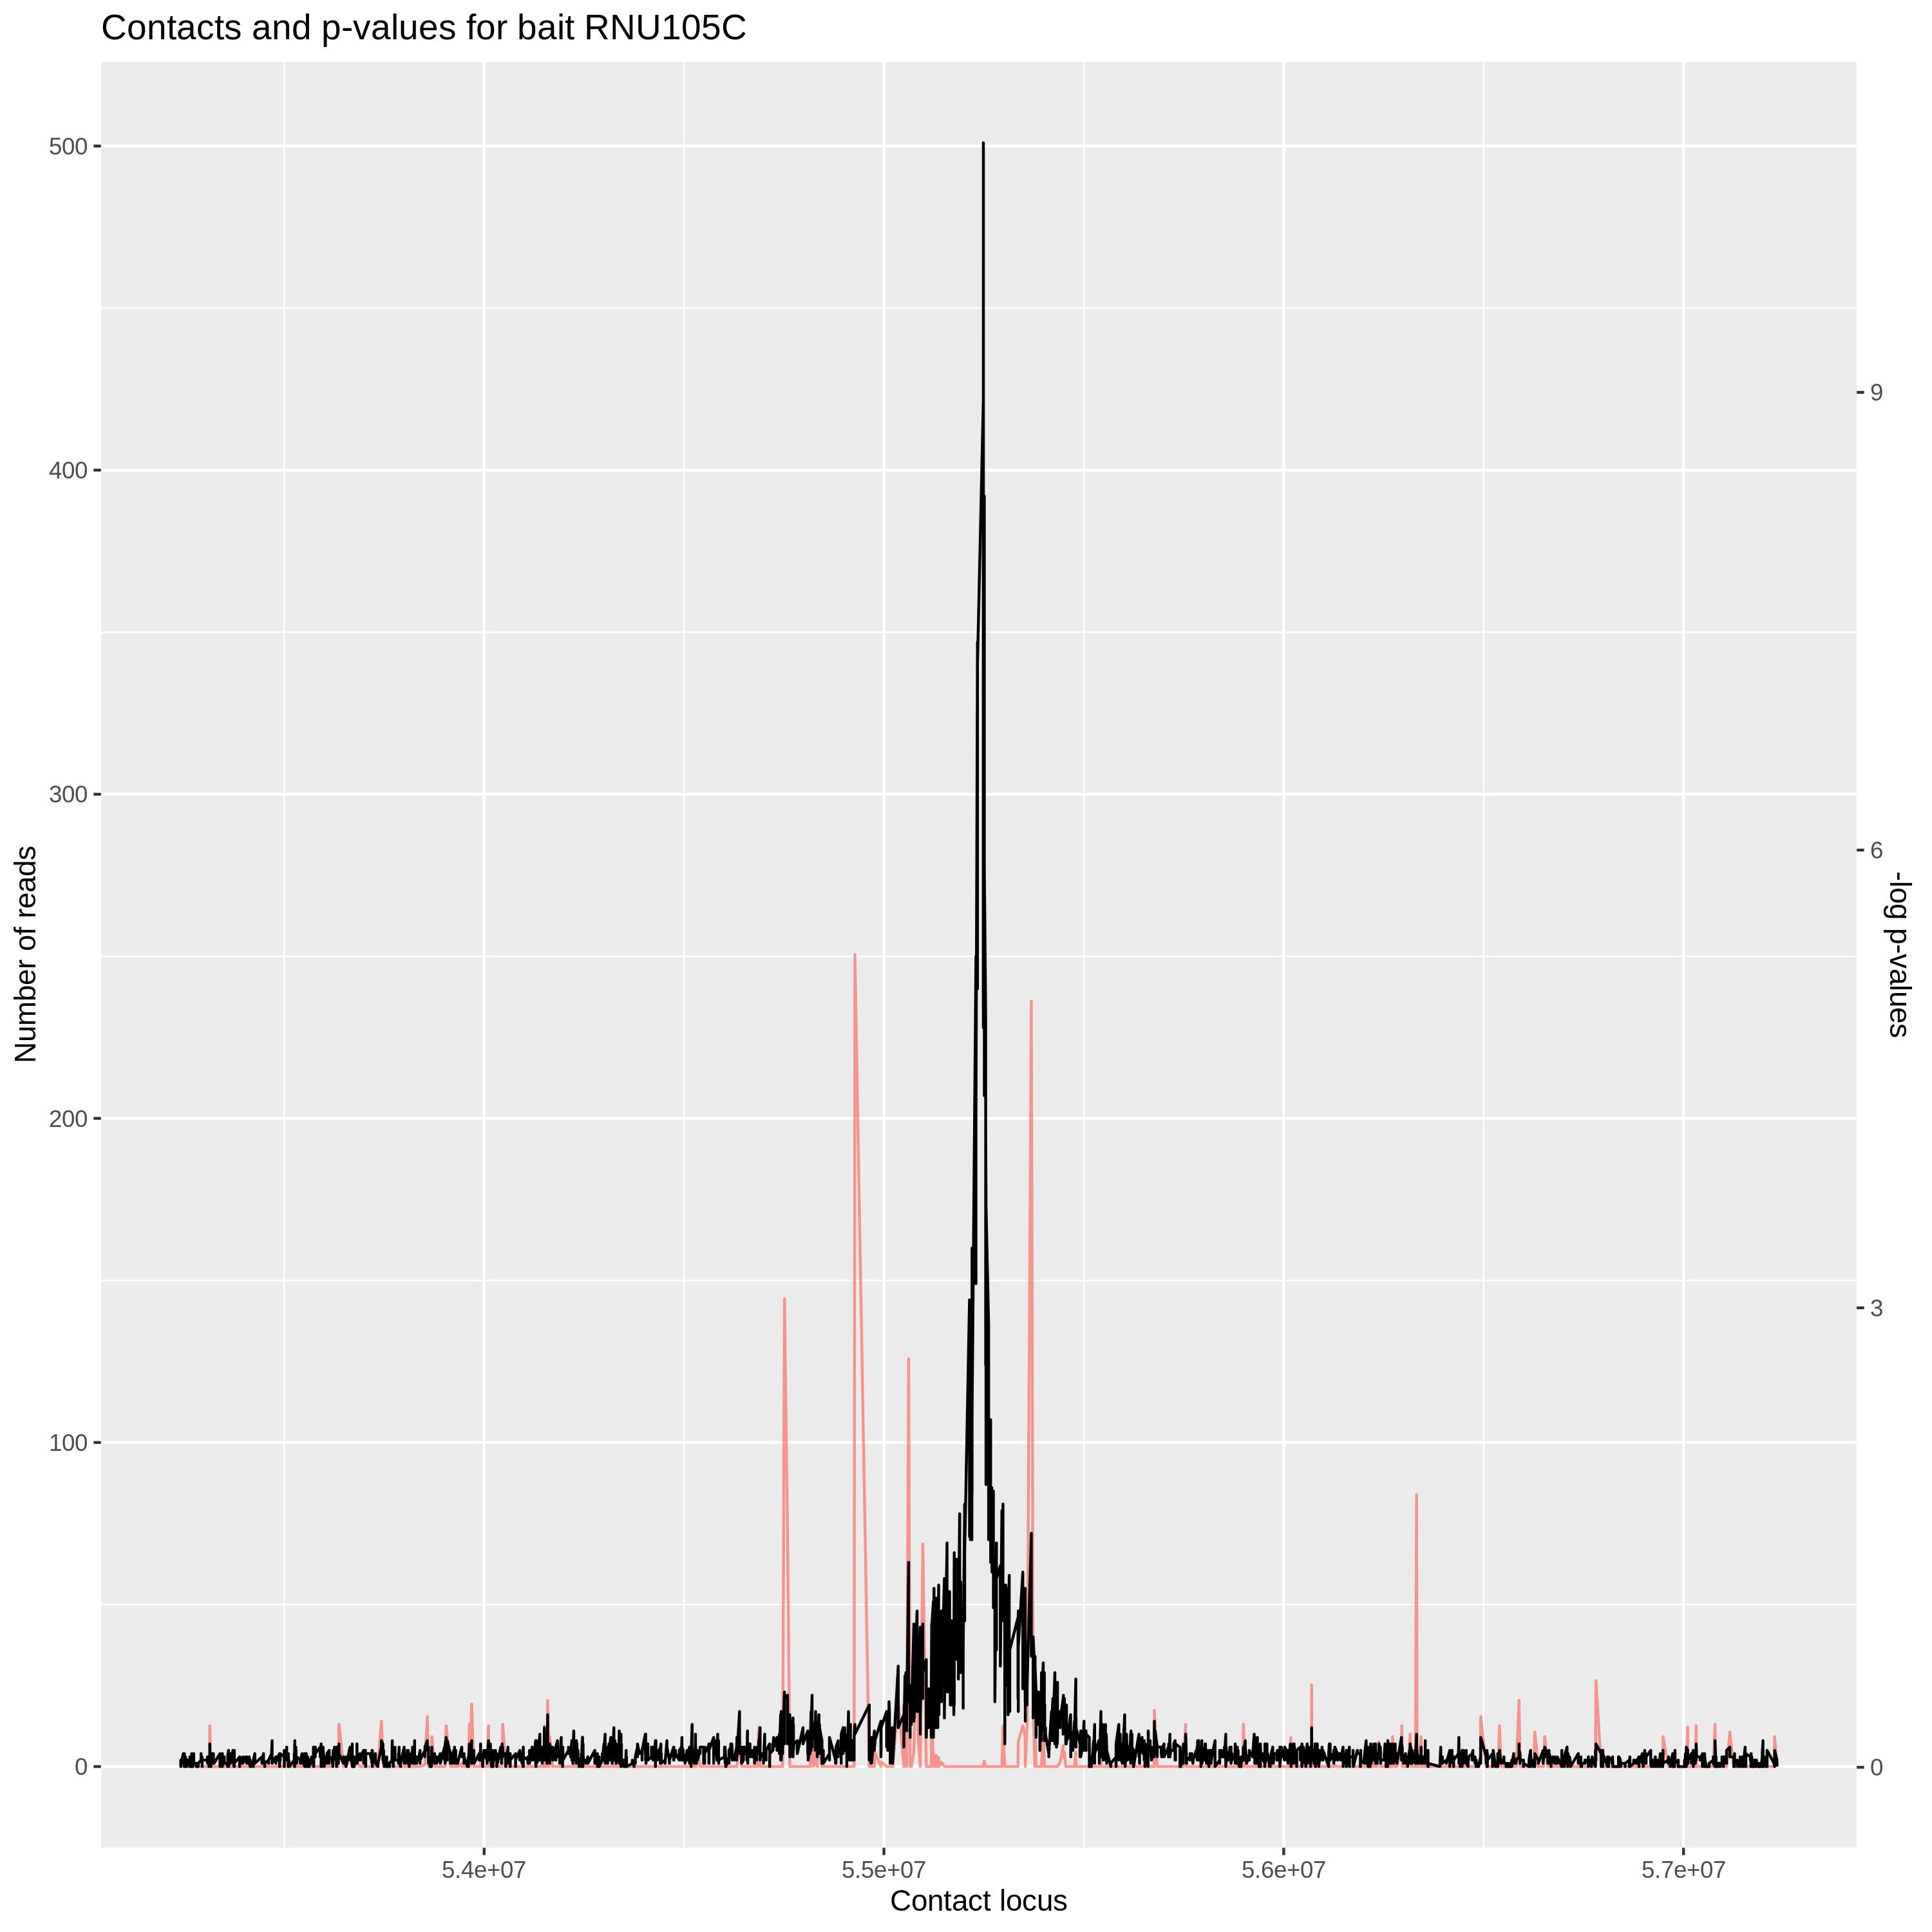 Contacts and p-values for bait RNU105C
500
400
300
200
100
0
Number of reads
9
6
3
0
-log p-values
5.4e+07
5.5e+07
5.6e+07
5.7e+07
Contact locus